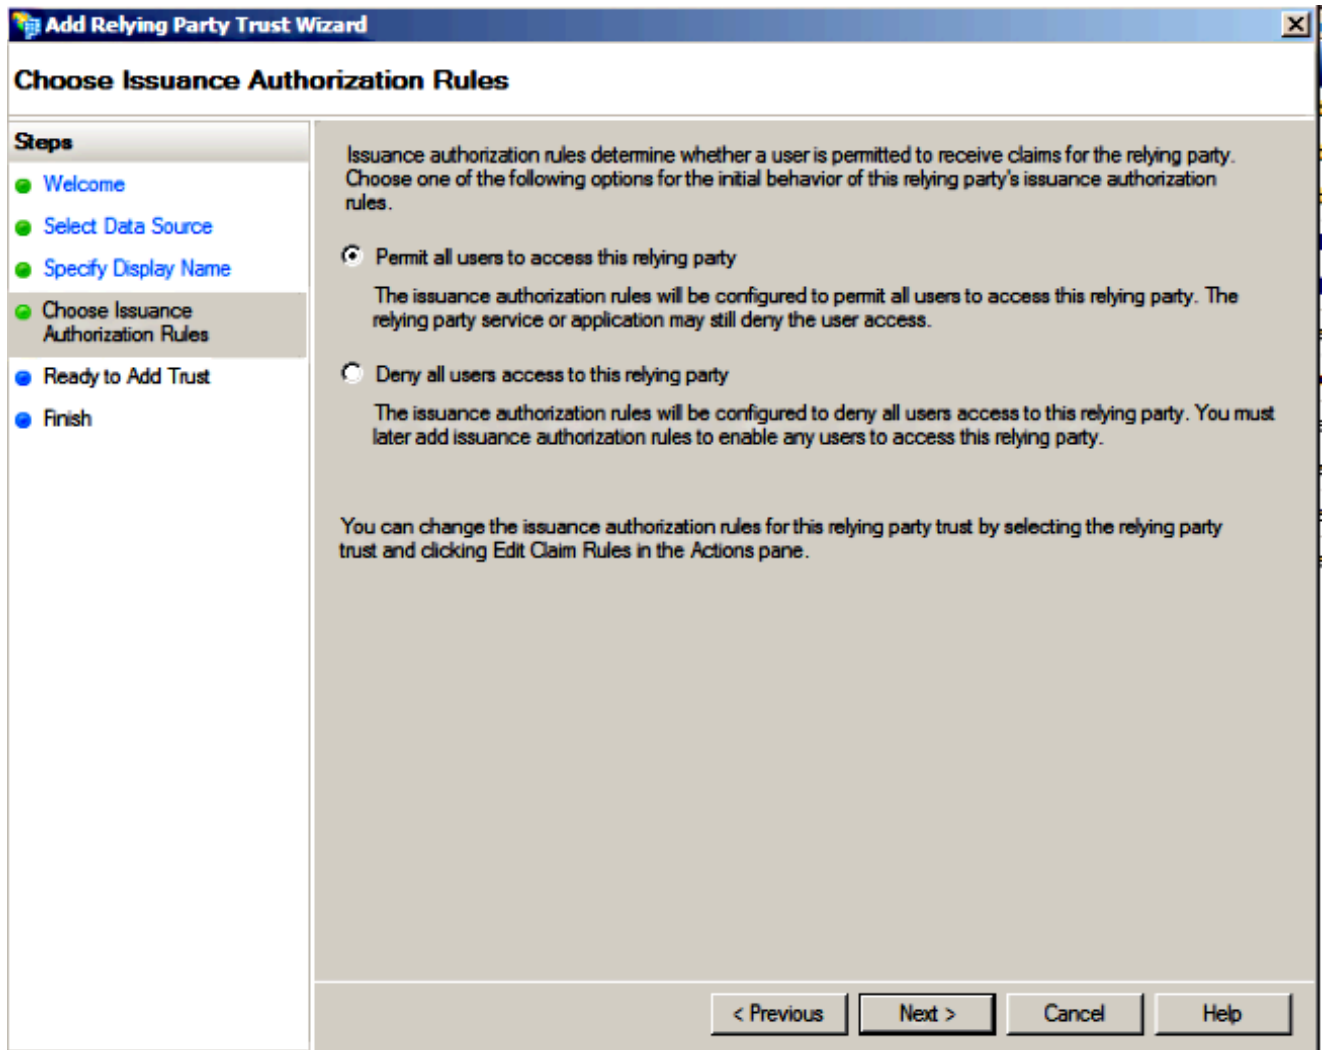 Add Relying Party Trust Wizard
Choose Issuance Authorization Rules
Steps
Welcome
Select Data Source
Specify Display Name
Choose Issuance
Authorization Rules
Ready to Add Trust
Finish
Issuance authorization rules determine whether a user is permitted to receive claims for the relying party.
Choose one of the following options for the initial behavior of this relying party's issuance authorization
rules.
Permit all users to access this relying party
The issuance authorization rules will be configured to permit all users to access this relying party. The
relying party service or application may still deny the user access.
Deny all users access to this relying party
The issuance authorization rules will be configured to deny all users access to this relying party. You must
later add issuance authorization rules to enable any users to access this relying party.
You can change the issuance authorization rules for this relying party trust by selecting the relying party
trust and clicking Edit Claim Rules in the Actions pane.
< Previous
Next >
Cancel
Help